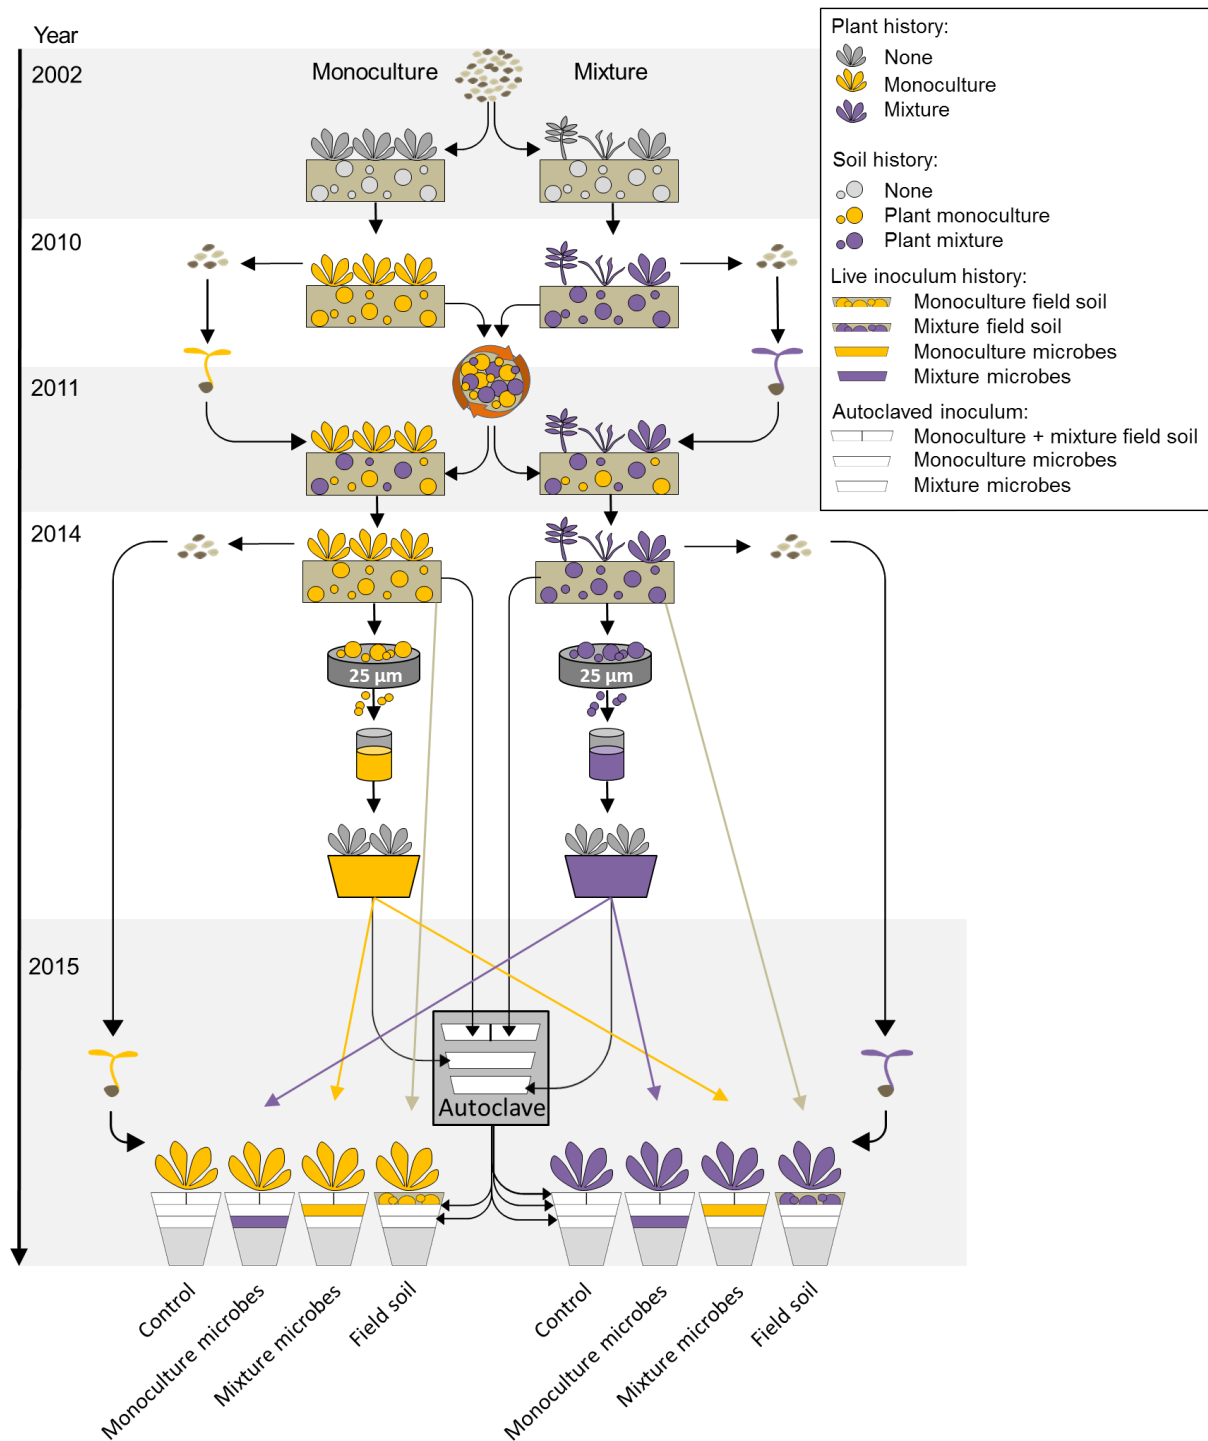 Year
2002
Monoculture
Mixture
2010
2011
2014
25 µm
25 µm
2015
Autoclave
Control
Monoculture microbes
Mixture microbes
Field soil
Control
Monoculture microbes
Mixture microbes
Field soil
Plant history:
None
Monoculture
Mixture
Soil history:
None
Plant monoculture
Plant mixture
Live inoculum history:
Monoculture field soil
Mixture field soil
Monoculture microbes
Mixture microbes
Autoclaved inoculum:
Monoculture + mixture field soil
Monoculture microbes
Mixture microbes